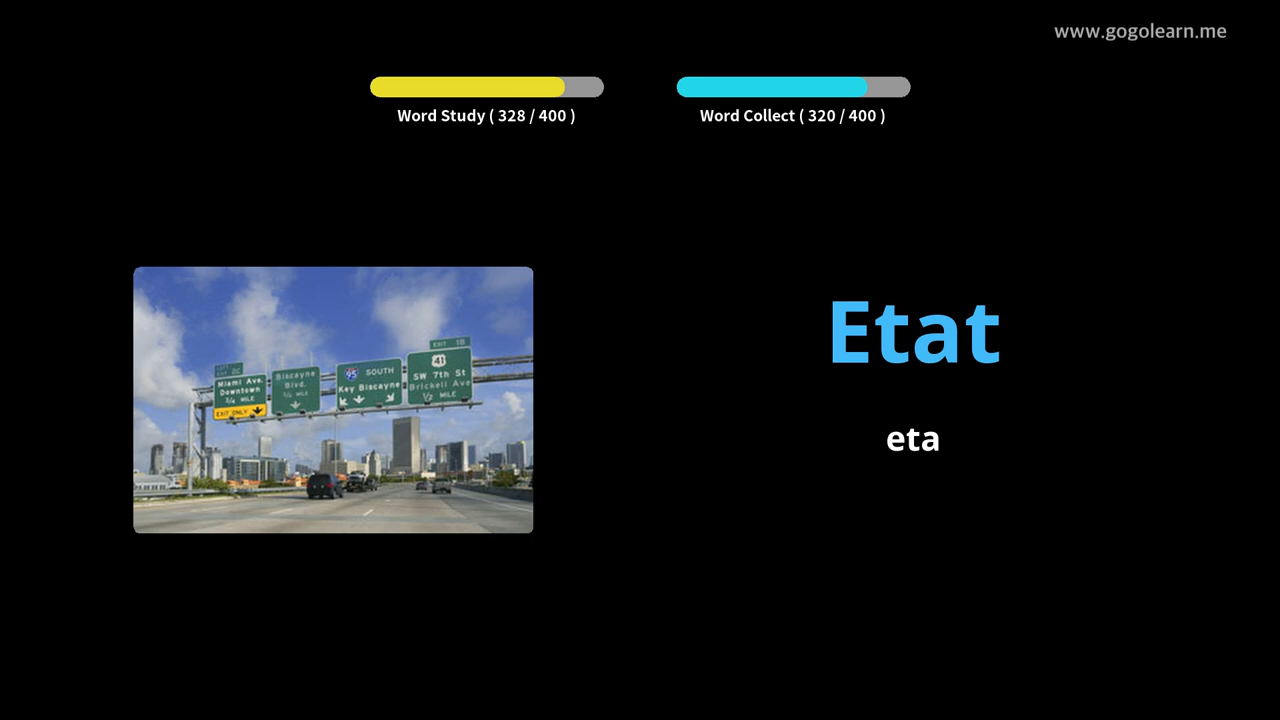 www.gogolearn.me
Word Study ( 328 / 400 )
Word Collect ( 320 / 400 )
EXIT 1B
2C
Miami Ave.
Downtown
3/4 MILE
EXIT ONLY
Biscayne
Blvd.
1/4 MILE
95 SOUTH
Key Biscayne
41
SW 7th St
Brickell Ave
1/2 MILE
Etat
eta